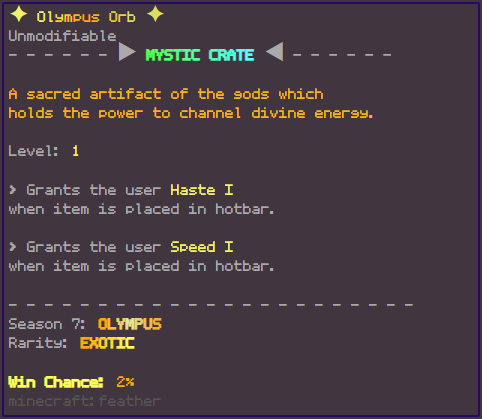 ✦ Olympus Orb ✦
Unmodifiable
- - - - - - ▶ MYSTIC CRATE ◀ - - - - - -
A sacred artifact of the gods which
holds the power to channel divine energy.
Level: 1
> Grants the user Haste I
when item is placed in hotbar.
> Grants the user Speed I
when item is placed in hotbar.
- - - - - - - - - - - - - - - - - - - - - - - -
Season 7: OLYMPUS
Rarity: EXOTIC
Win Chance: 2%
minecraft:feather